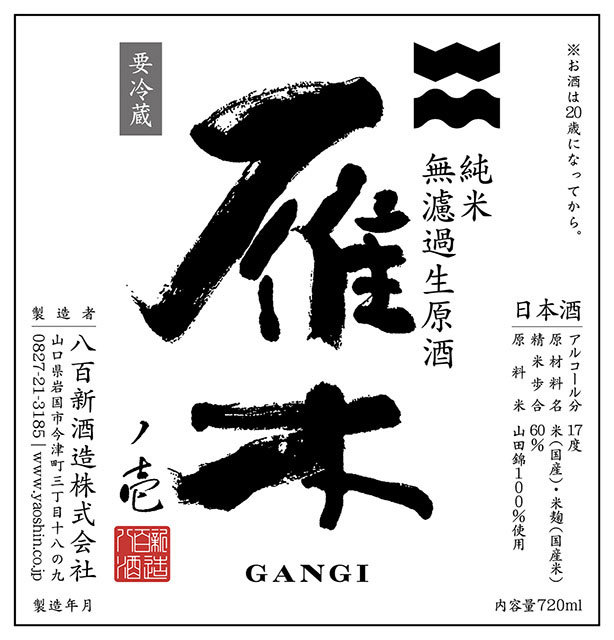 ※お酒は20歳になってから。
純米
無濾過生原酒
雁木
ノ壱
GANGI
要冷蔵
日本酒
アルコール分 17度
原材料名 米(国産)・米麹(国産米)
精米歩合 60%
原料米 山田錦100%使用
内容量720ml
製造者
八百新酒造株式会社
山口県岩国市今津町三丁目十八の九
0827-21-3185 | www.yaoshin.co.jp
新造
八百酒
製造年月